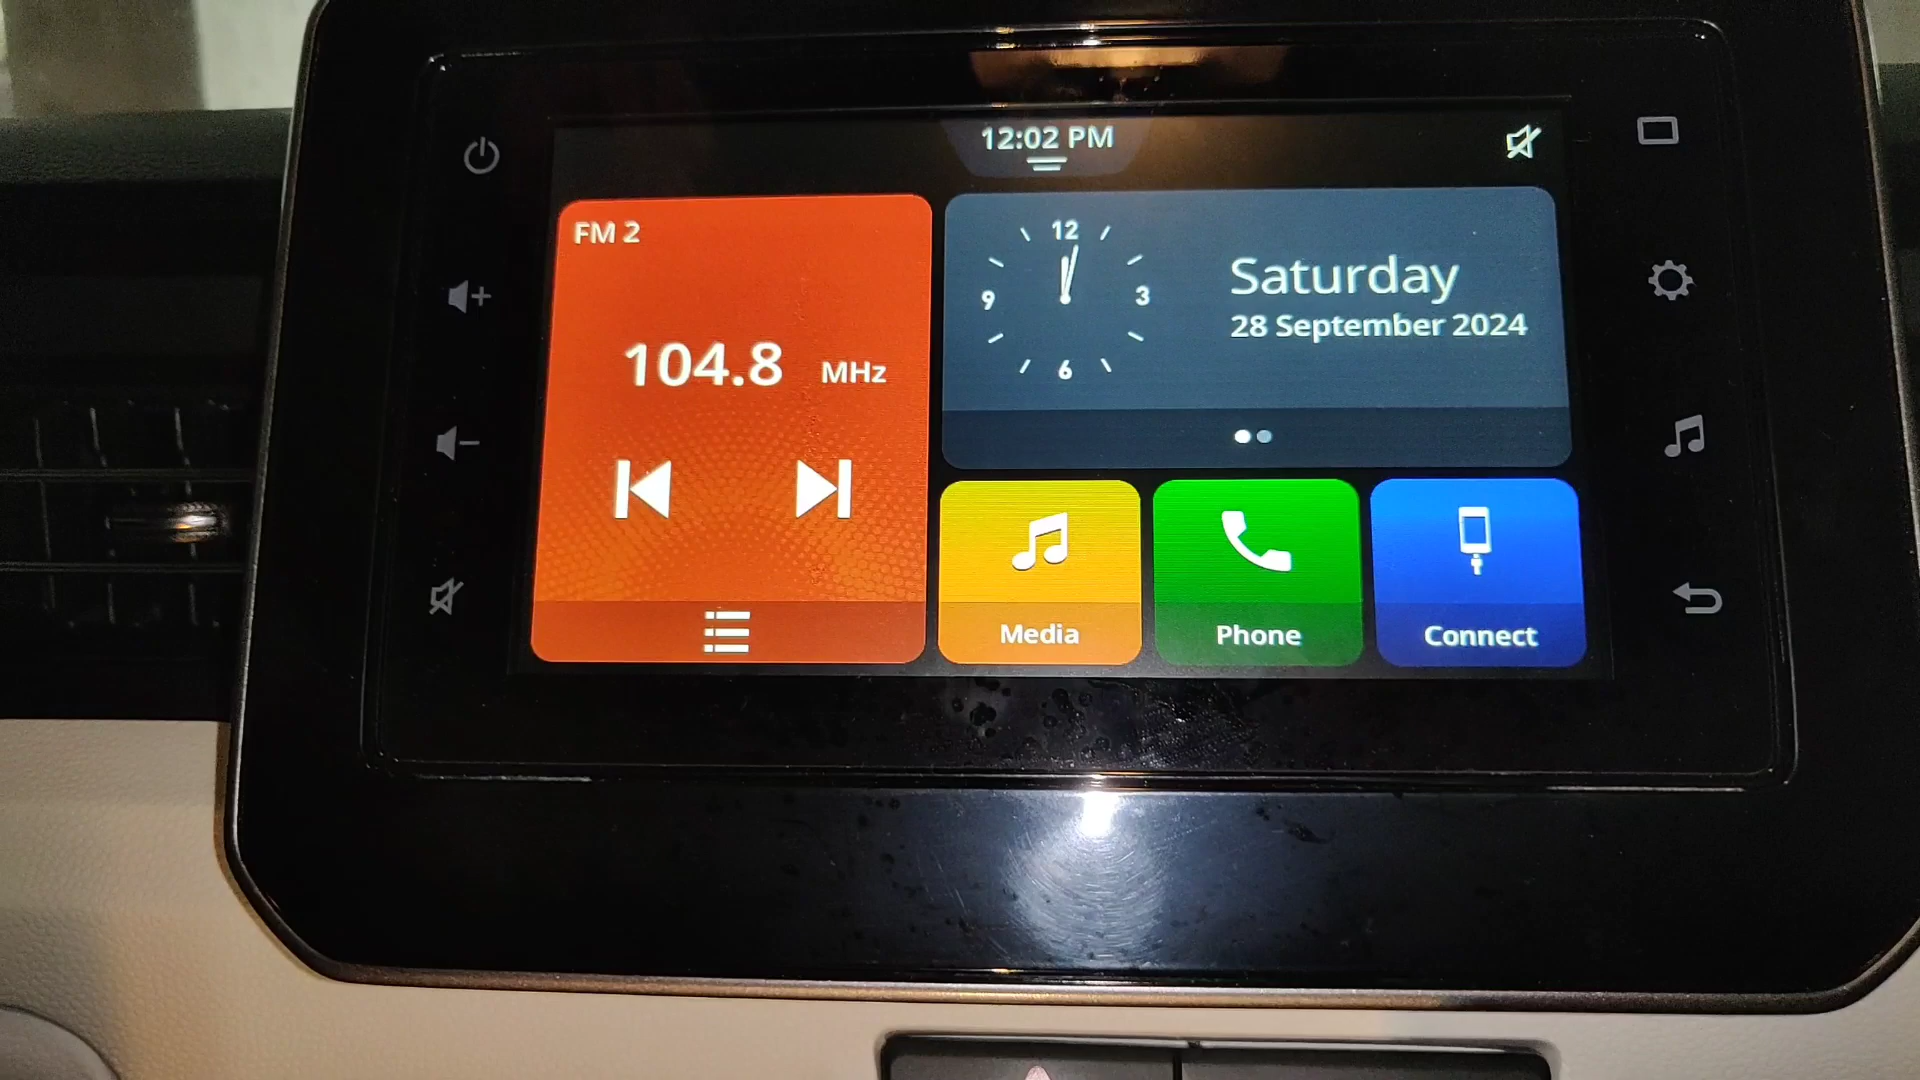 12:02 PM
FM 2
104.8 MHz
12
9
3
6
Saturday
28 September 2024
Media
Phone
Connect